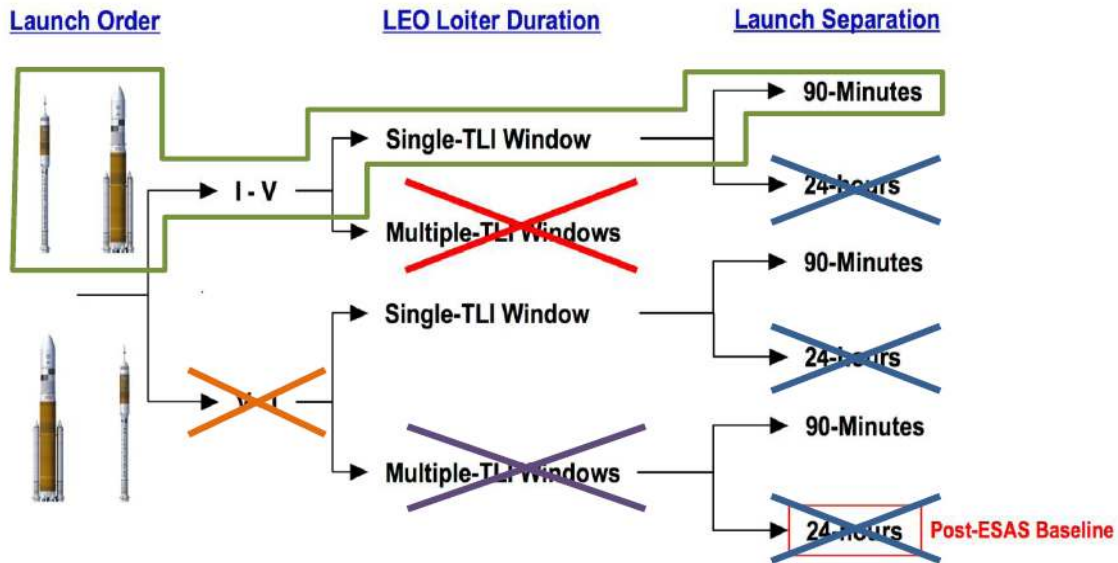 Launch Order
LEO Loiter Duration
Launch Separation
90-Minutes
Single-TLI Window
24-hours
I - V
Multiple-TLI Windows
90-Minutes
Single-TLI Window
24-hours
90-Minutes
Multiple-TLI Windows
24-hours
Post-ESAS Baseline